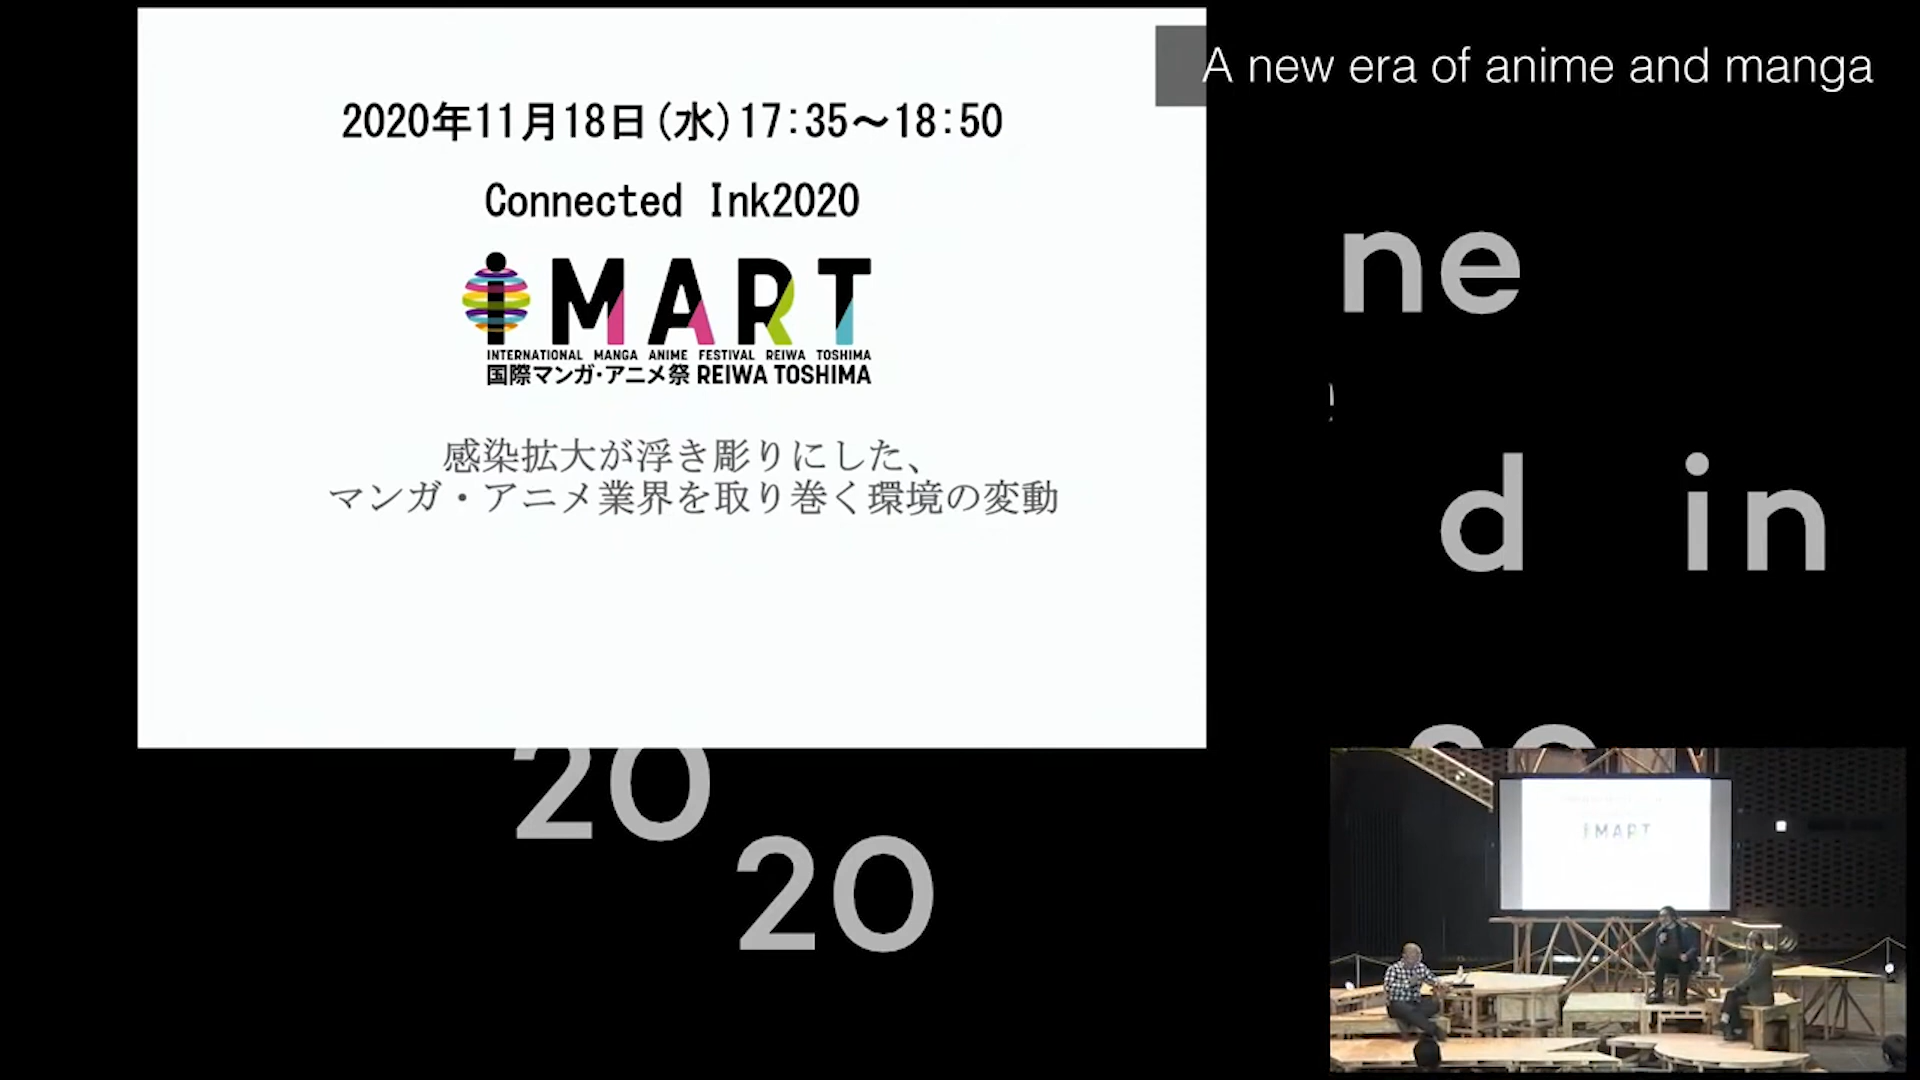 A new era of anime and manga
2020年11月18日(水)17:35～18:50
Connected Ink2020
iMART
INTERNATIONAL MANGA ANIME FESTIVAL REIWA TOSHIMA
国際マンガ・アニメ祭 REIWA TOSHIMA
感染拡大が浮き彫りにした、
マンガ・アニメ業界を取り巻く環境の変動
ne
d in
20
20
iMART